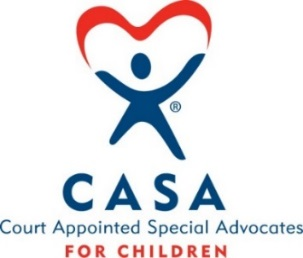 ®
CASA
Court Appointed Special Advocates
FOR CHILDREN